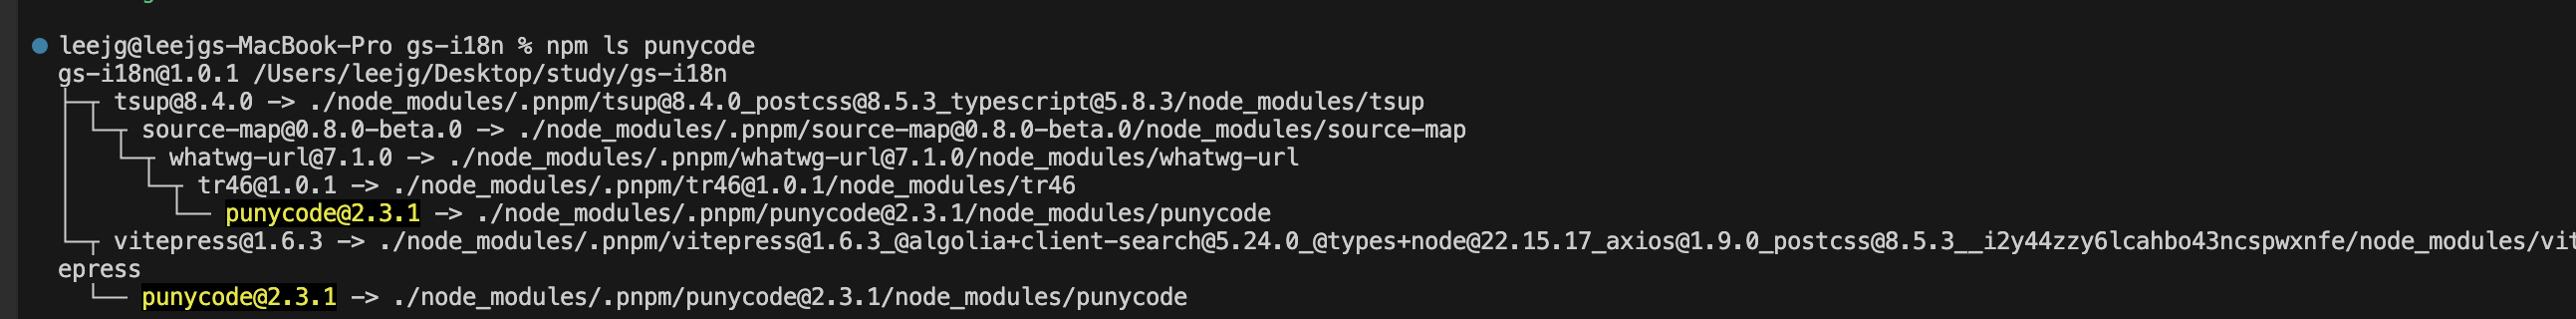 leejg@leejgs-MacBook-Pro gs-i18n % npm ls punycode
gs-i18n@1.0.1 /Users/leejg/Desktop/study/gs-i18n
├─┬ tsup@8.4.0 -> ./node_modules/.pnpm/tsup@8.4.0_postcss@8.5.3_typescript@5.8.3/node_modules/tsup
│ └─┬ source-map@0.8.0-beta.0 -> ./node_modules/.pnpm/source-map@0.8.0-beta.0/node_modules/source-map
│   └─┬ whatwg-url@7.1.0 -> ./node_modules/.pnpm/whatwg-url@7.1.0/node_modules/whatwg-url
│     └─┬ tr46@1.0.1 -> ./node_modules/.pnpm/tr46@1.0.1/node_modules/tr46
│       └── punycode@2.3.1 -> ./node_modules/.pnpm/punycode@2.3.1/node_modules/punycode
└─┬ vitepress@1.6.3 -> ./node_modules/.pnpm/vitepress@1.6.3_@algolia+client-search@5.24.0_@types+node@22.15.17_axios@1.9.0_postcss@8.5.3__i2y44zzy6lcahbo43ncspwxnfe/node_modules/vit
epress
  └── punycode@2.3.1 -> ./node_modules/.pnpm/punycode@2.3.1/node_modules/punycode